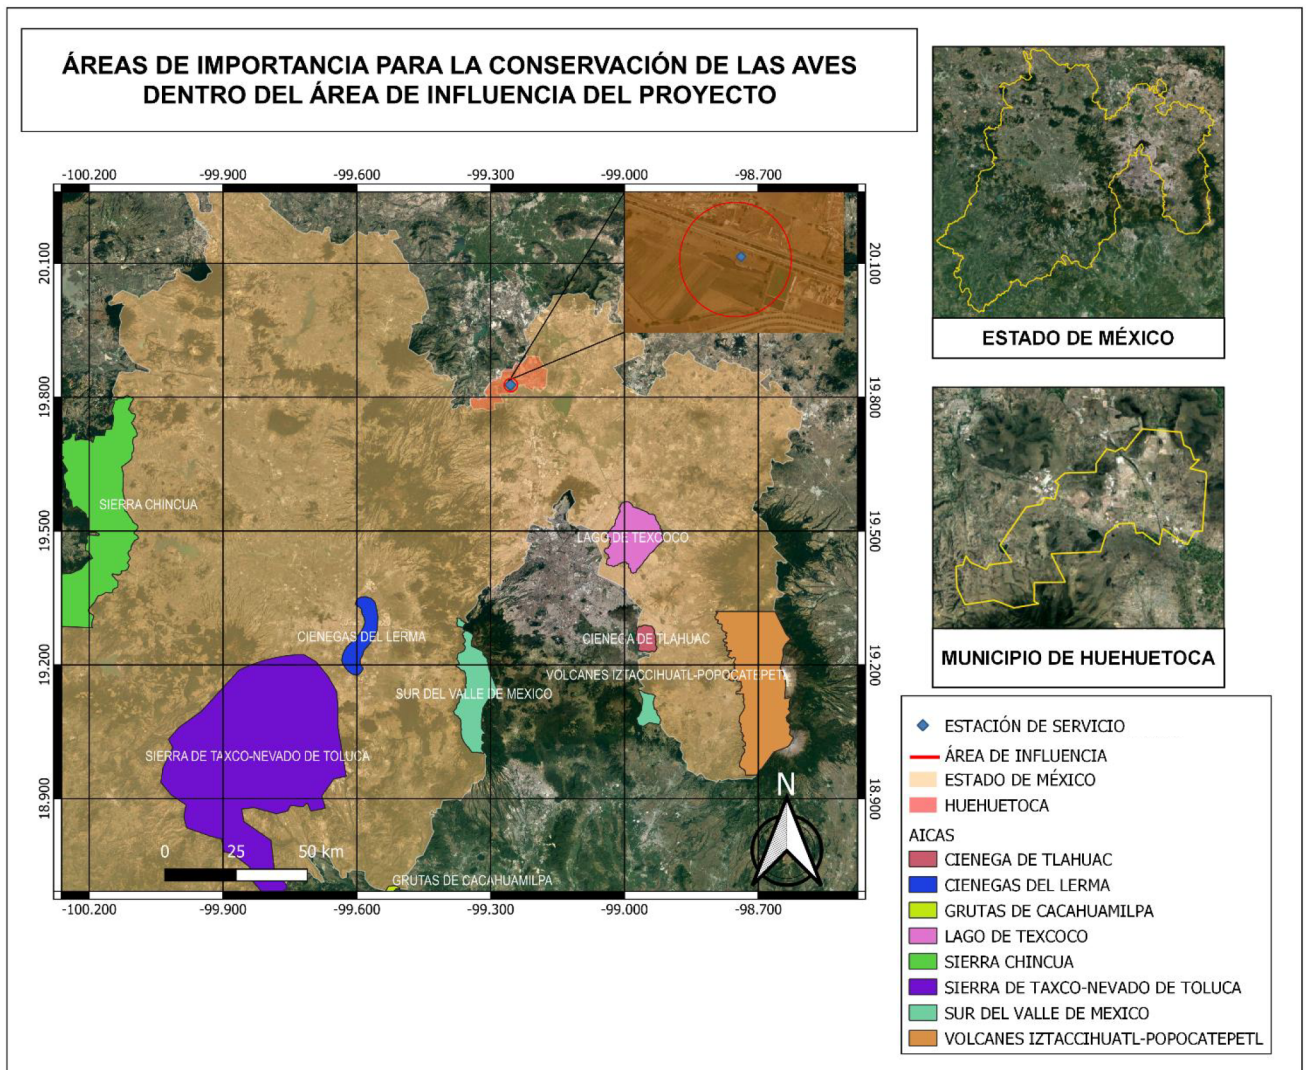 ÁREAS DE IMPORTANCIA PARA LA CONSERVACIÓN DE LAS AVES
DENTRO DEL ÁREA DE INFLUENCIA DEL PROYECTO
-100.200 -99.900 -99.600 -99.300 -99.000 -98.700
20.100 20.100
19.800 19.800
SIERRA CHINCUA
19.500 19.500
LAGO DE TEXCOCO
CIENEGAS DEL LERMA
CIENEGA DE TLAHUAC
19.200 19.200
VOLCANES IZTACCIHUATL-POPOCATEPETL
SUR DEL VALLE DE MEXICO
SIERRA DE TAXCO-NEVADO DE TOLUCA
N
18.900 18.900
0 25 50 km
GRUTAS DE CACAHUAMILPA
-100.200 -99.900 -99.600 -99.300 -99.000 -98.700
ESTADO DE MÉXICO
MUNICIPIO DE HUEHUETOCA
ESTACIÓN DE SERVICIO
ÁREA DE INFLUENCIA
ESTADO DE MÉXICO
HUEHUETOCA
AICAS
CIENEGA DE TLAHUAC
CIENEGAS DEL LERMA
GRUTAS DE CACAHUAMILPA
LAGO DE TEXCOCO
SIERRA CHINCUA
SIERRA DE TAXCO-NEVADO DE TOLUCA
SUR DEL VALLE DE MEXICO
VOLCANES IZTACCIHUATL-POPOCATEPETL